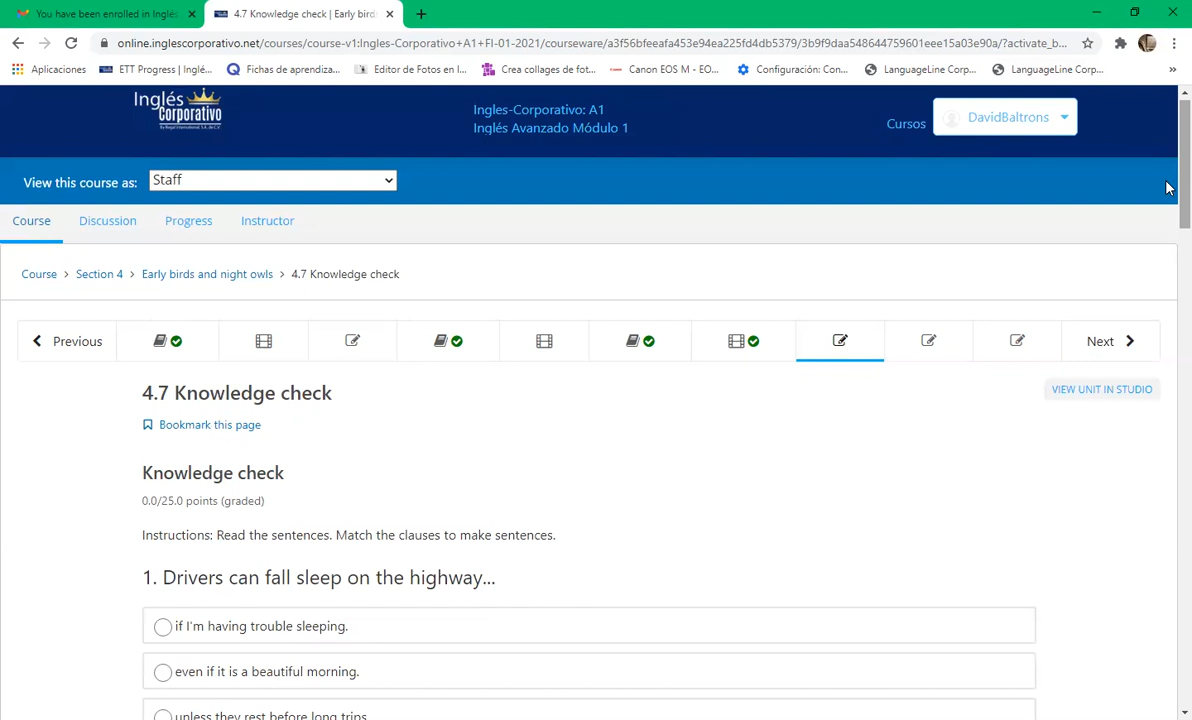 You have been enrolled in Inglés
4.7 Knowledge check | Early bird
online.inglescorporativo.net/courses/course-v1:Ingles-Corporativo+A1+FI-01-2021/courseware/a3f56bfeeafa453e94ea225fd4db5379/3b9f9daa548644759601eee15a03e90a/?activate_b...
Aplicaciones
ETT Progress | Inglé...
Fichas de aprendiza...
Editor de Fotos en l...
Crea collages de fot...
Canon EOS M - EO...
Configuración: Con...
LanguageLine Corp...
LanguageLine Corp...
»
Inglés
Corporativo
Ingles-Corporativo: A1
Inglés Avanzado Módulo 1
Cursos
DavidBaltrons
View this course as:
Staff
Course
Discussion
Progress
Instructor
Course > Section 4 > Early birds and night owls > 4.7 Knowledge check
Previous
Next
4.7 Knowledge check
VIEW UNIT IN STUDIO
Bookmark this page
Knowledge check
0.0/25.0 points (graded)
Instructions: Read the sentences. Match the clauses to make sentences.
1. Drivers can fall sleep on the highway...
if I'm having trouble sleeping.
even if it is a beautiful morning.
unless they rest before long trips.